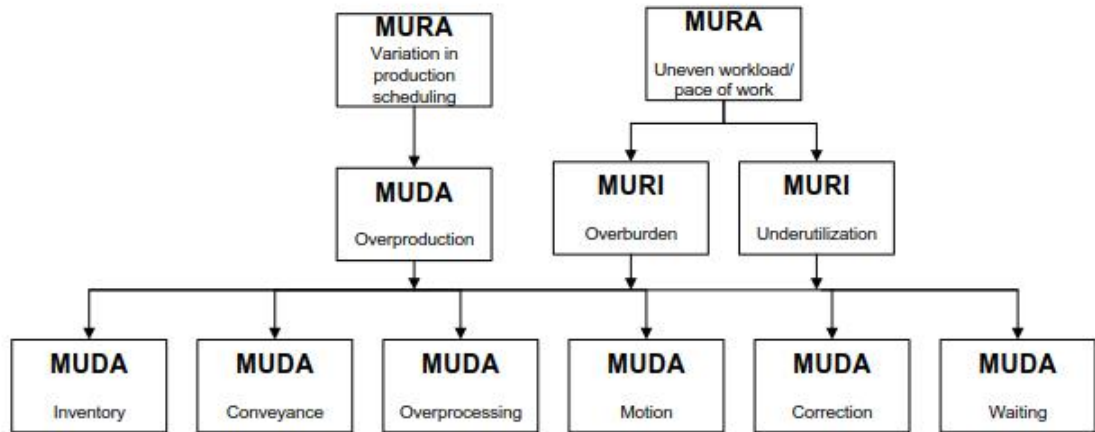 MURA
Variation in
production
scheduling
MURA
Uneven workload/
pace of work
MUDA
Overproduction
MURI
Overburden
MURI
Underutilization
MUDA
Inventory
MUDA
Conveyance
MUDA
Overprocessing
MUDA
Motion
MUDA
Correction
MUDA
Waiting